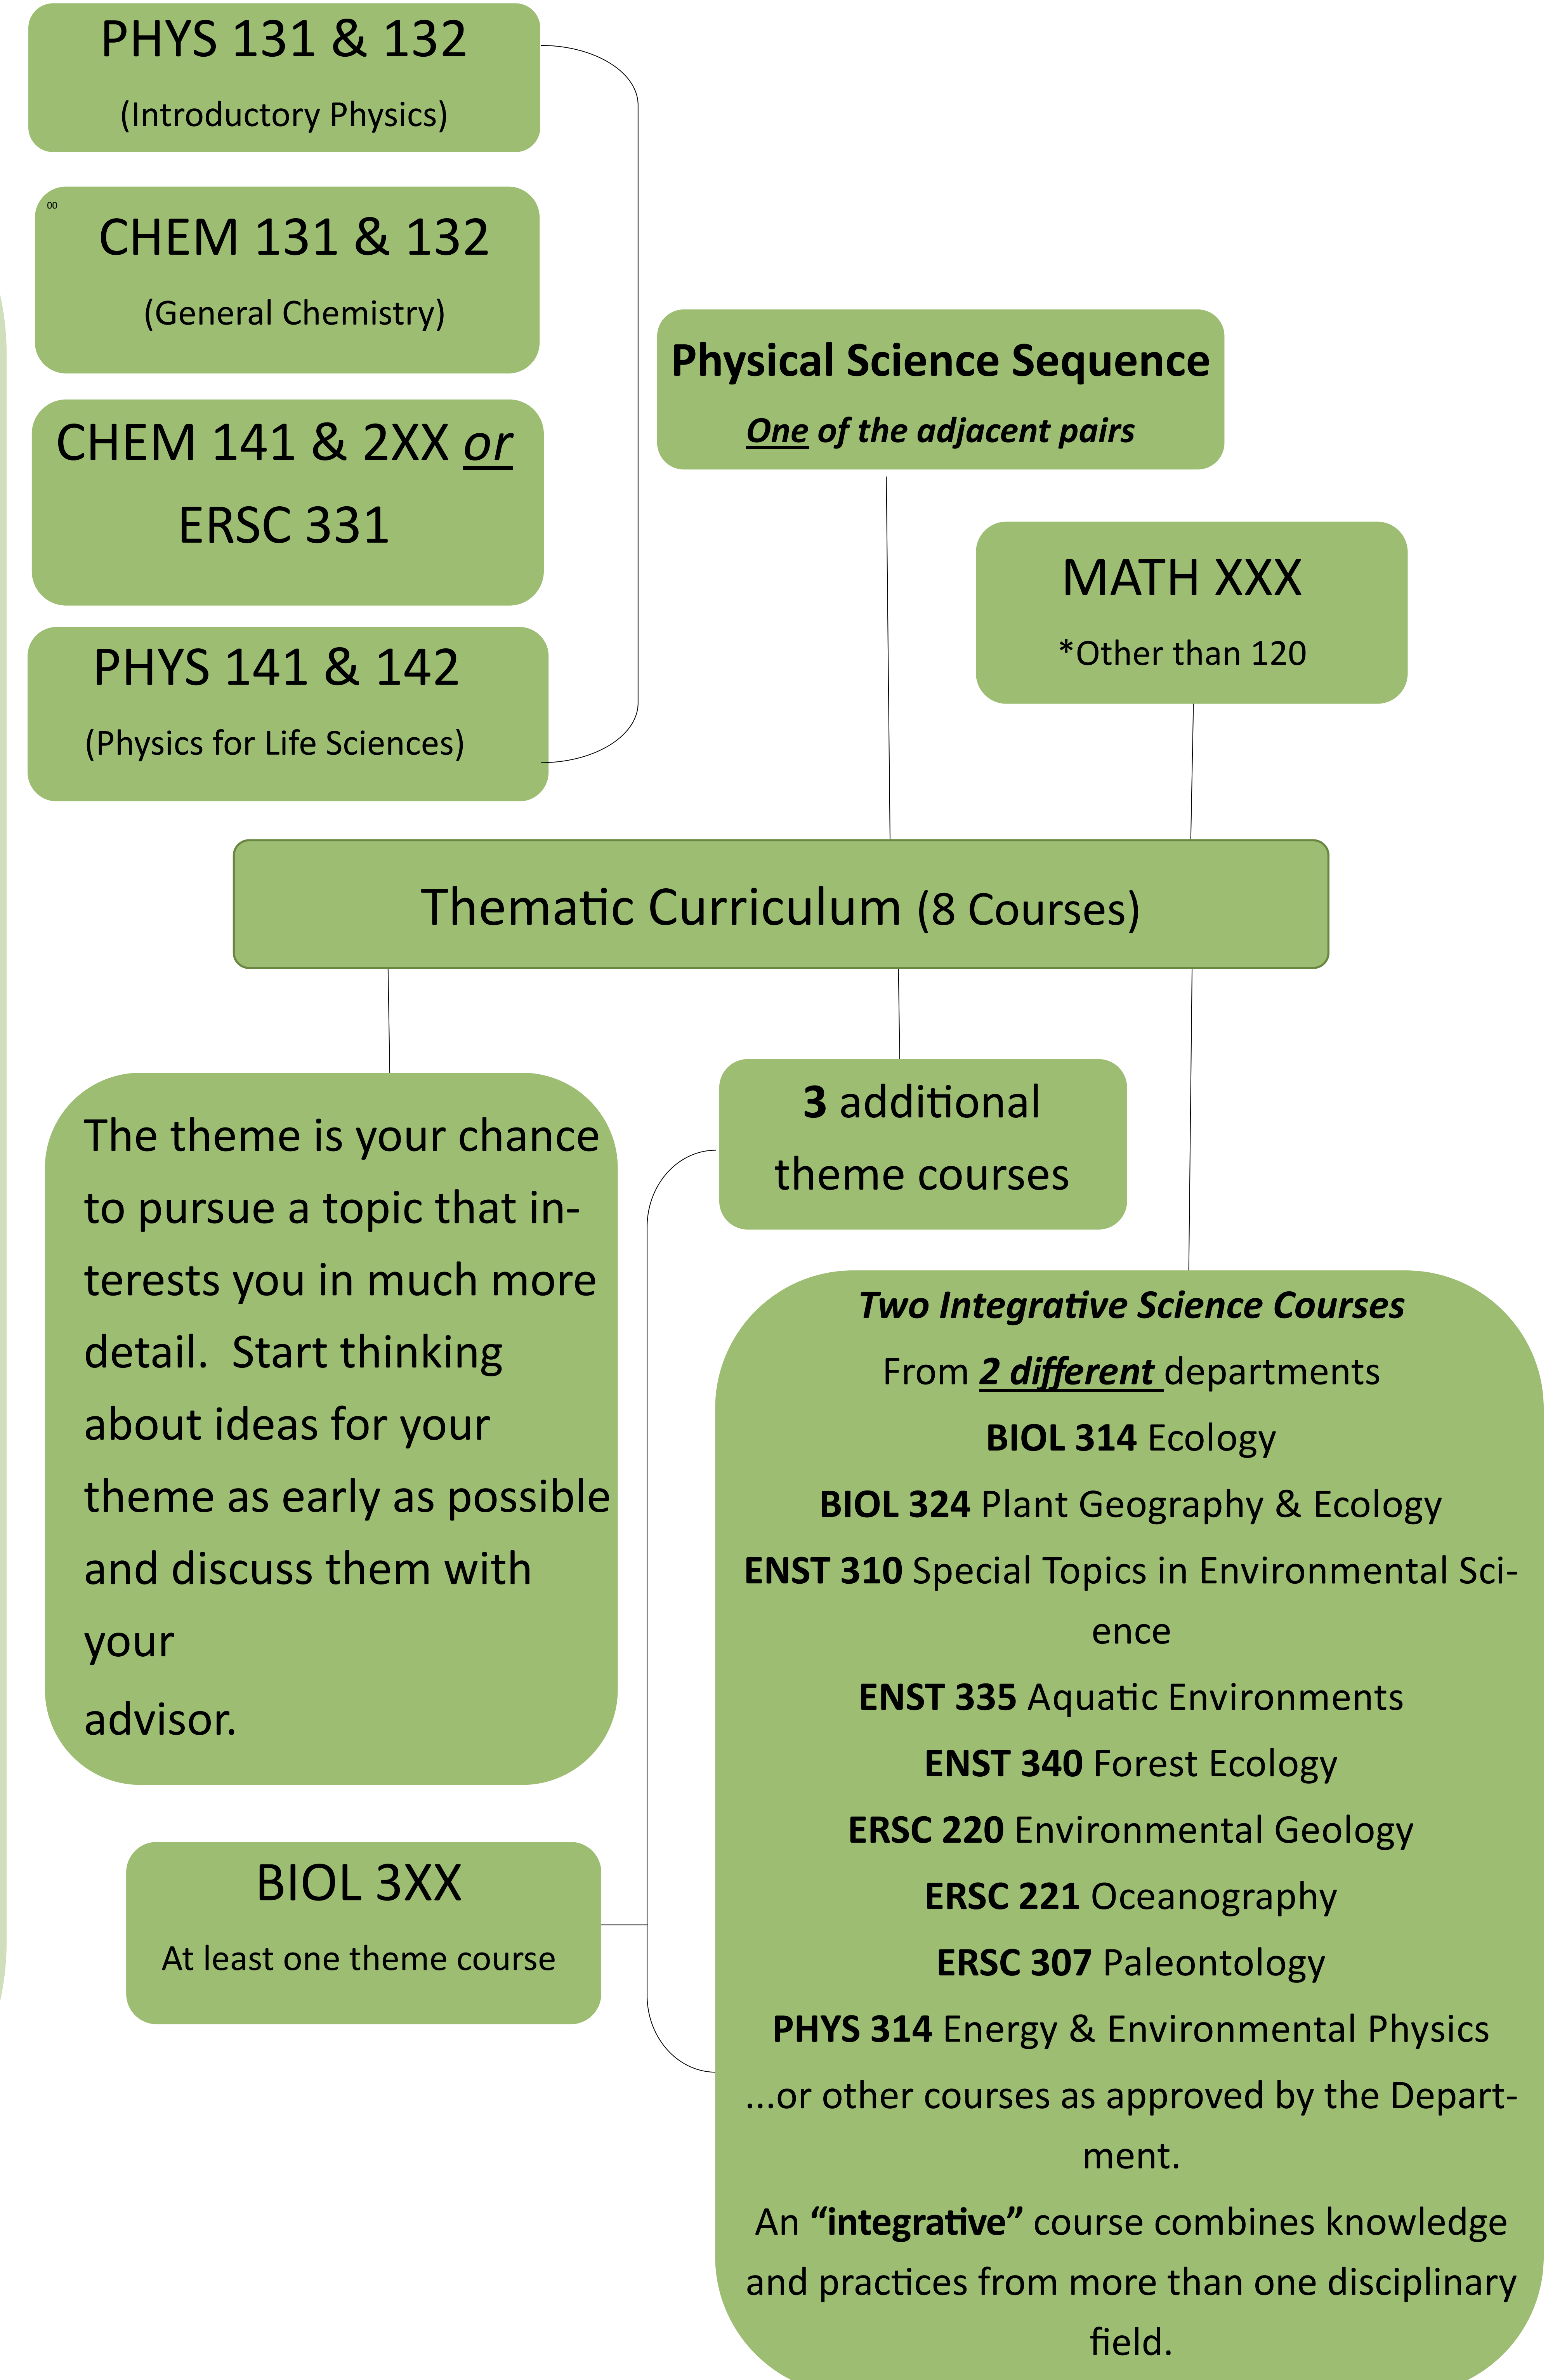 PHYS 131 & 132
(Introductory Physics)
00
CHEM 131 & 132
(General Chemistry)
CHEM 141 & 2XX or
ERSC 331
PHYS 141 & 142
(Physics for Life Sciences)
Physical Science Sequence
One of the adjacent pairs
MATH XXX
*Other than 120
Thematic Curriculum (8 Courses)
The theme is your chance
to pursue a topic that in-
terests you in much more
detail.  Start thinking
about ideas for your
theme as early as possible
and discuss them with
your
advisor.
BIOL 3XX
At least one theme course
3 additional
theme courses
Two Integrative Science Courses
From 2 different departments
BIOL 314 Ecology
BIOL 324 Plant Geography & Ecology
ENST 310 Special Topics in Environmental Sci-
ence
ENST 335 Aquatic Environments
ENST 340 Forest Ecology
ERSC 220 Environmental Geology
ERSC 221 Oceanography
ERSC 307 Paleontology
PHYS 314 Energy & Environmental Physics
...or other courses as approved by the Depart-
ment.
An “integrative” course combines knowledge
and practices from more than one disciplinary
field.